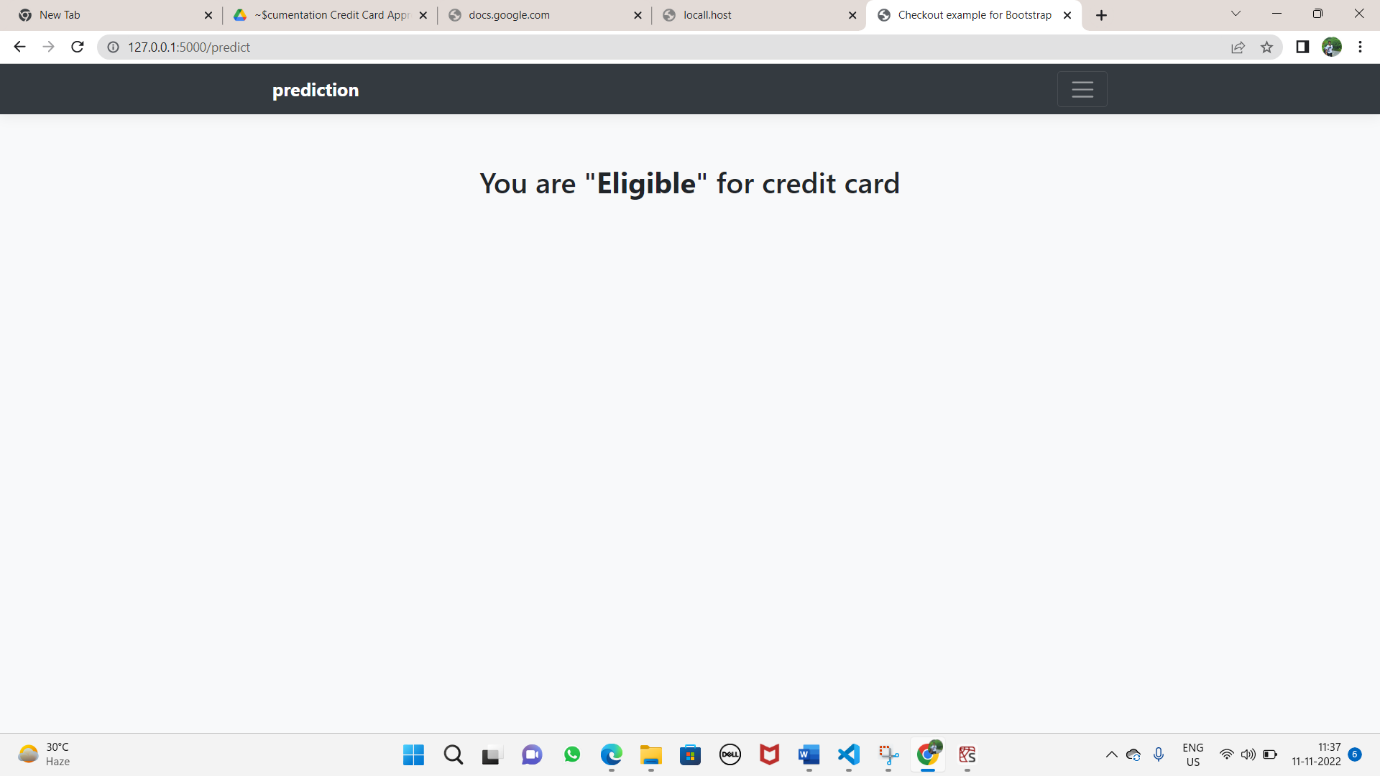 New Tab
~$cumentation Credit Card Appr
docs.google.com
locall.host
Checkout example for Bootstrap
127.0.0.1:5000/predict
prediction
You are "Eligible" for credit card
30°C
Haze
DELL
ENG
US
11:37
11-11-2022
6